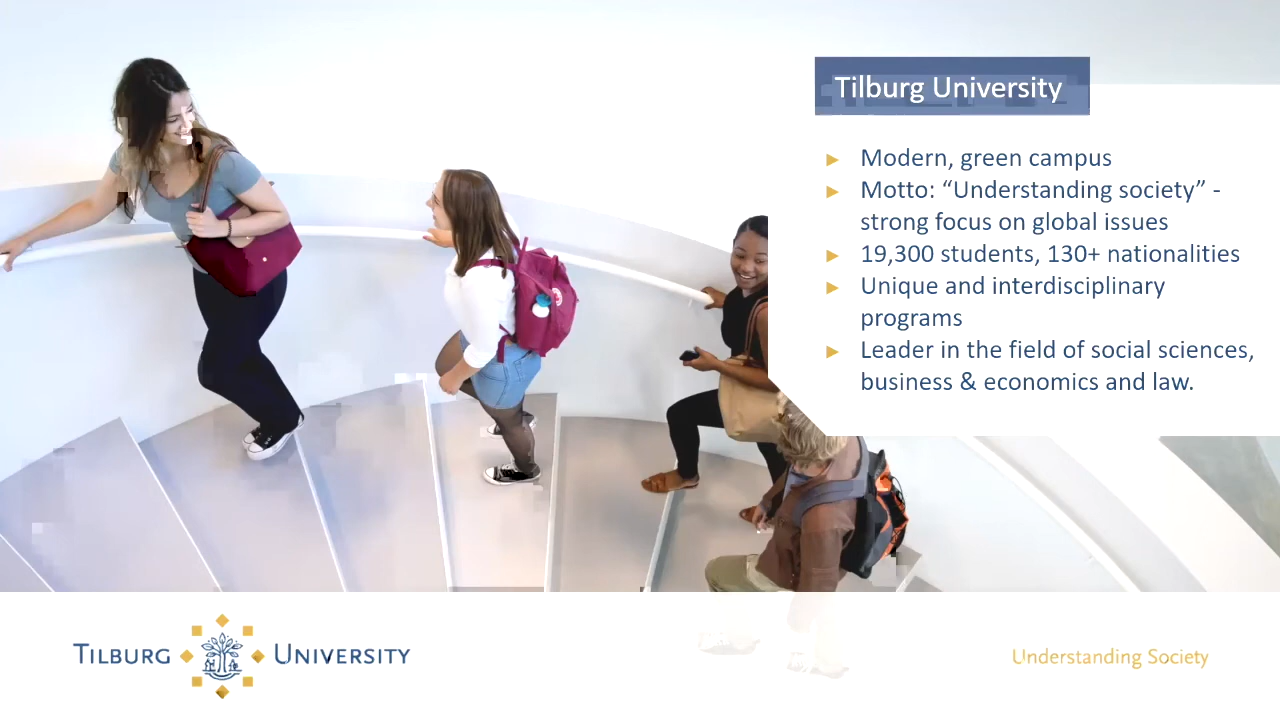 Tilburg University
► Modern, green campus
► Motto: “Understanding society” -
strong focus on global issues
► 19,300 students, 130+ nationalities
► Unique and interdisciplinary
programs
► Leader in the field of social sciences,
business & economics and law.
TILBURG UNIVERSITY
Understanding Society